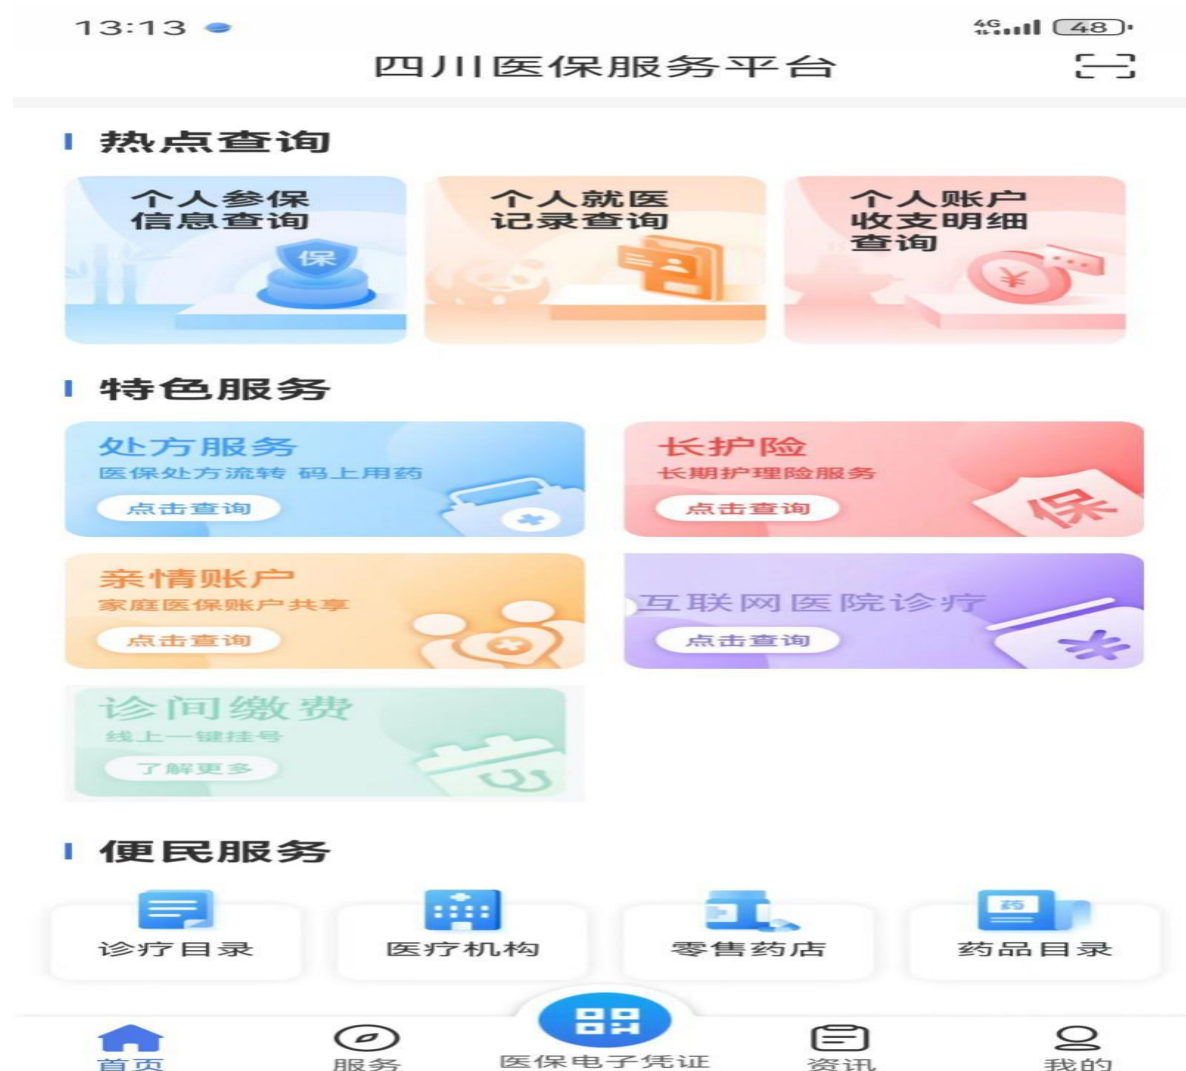 13:13
4G
48
四川医保服务平台
热点查询
个人参保
信息查询
保
个人就医
记录查询
个人账户
收支明细
查询
¥
特色服务
处方服务
医保处方流转 码上用药
点击查询
长护险
长期护理险服务
点击查询
保
亲情账户
家庭医保账户共享
点击查询
互联网医院诊疗
点击查询
诊间缴费
线上一键挂号
了解更多
便民服务
药
诊疗目录
医疗机构
零售药店
药品目录
首页
服务
医保电子凭证
资讯
我的